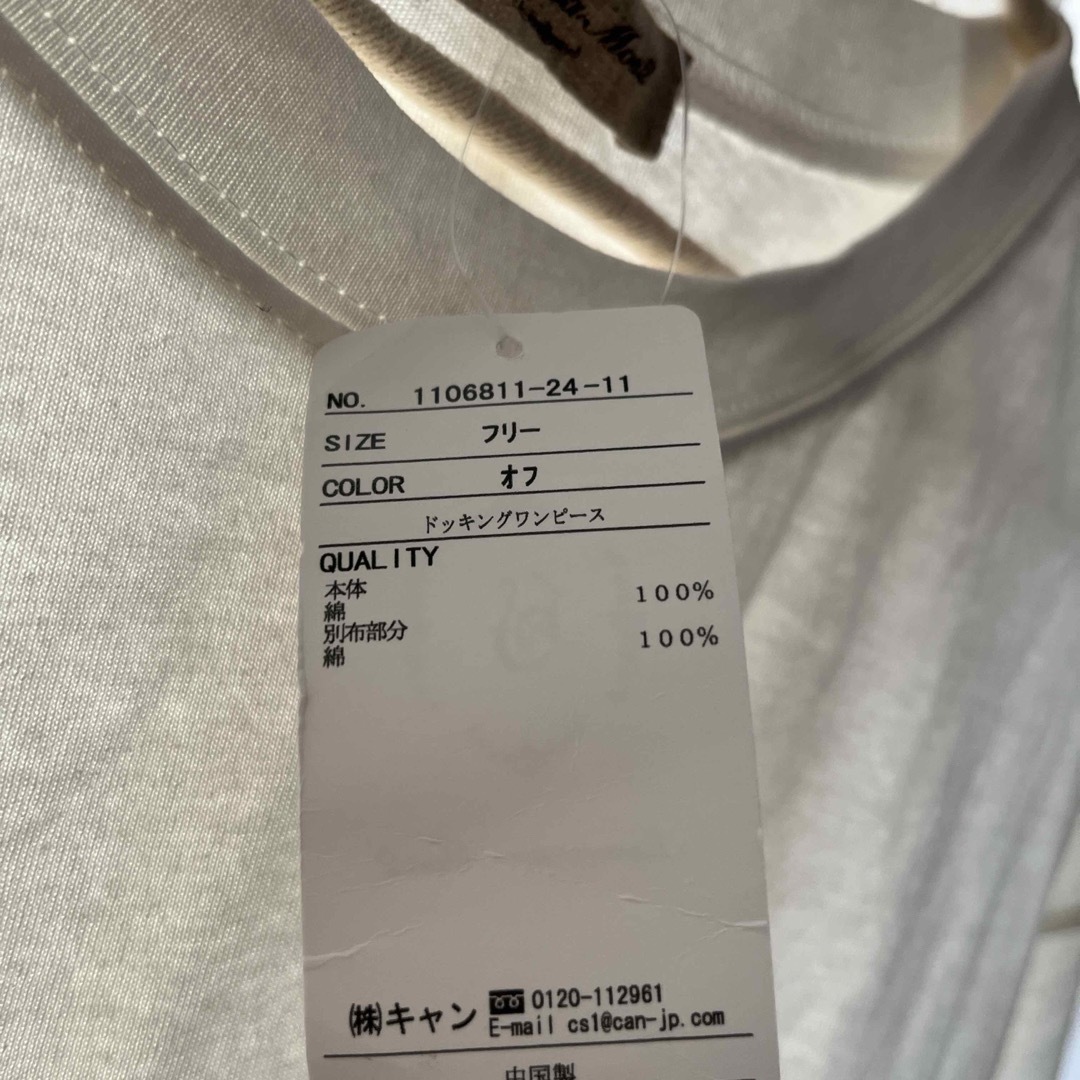 NO. 1106811-24-11
SIZE フリー
COLOR オフ
ドッキングワンピース
QUALITY
本体
綿 100%
別布部分
綿 100%
㈱キャン 0120-112961
E-mail cs1@can-jp.com
中国製